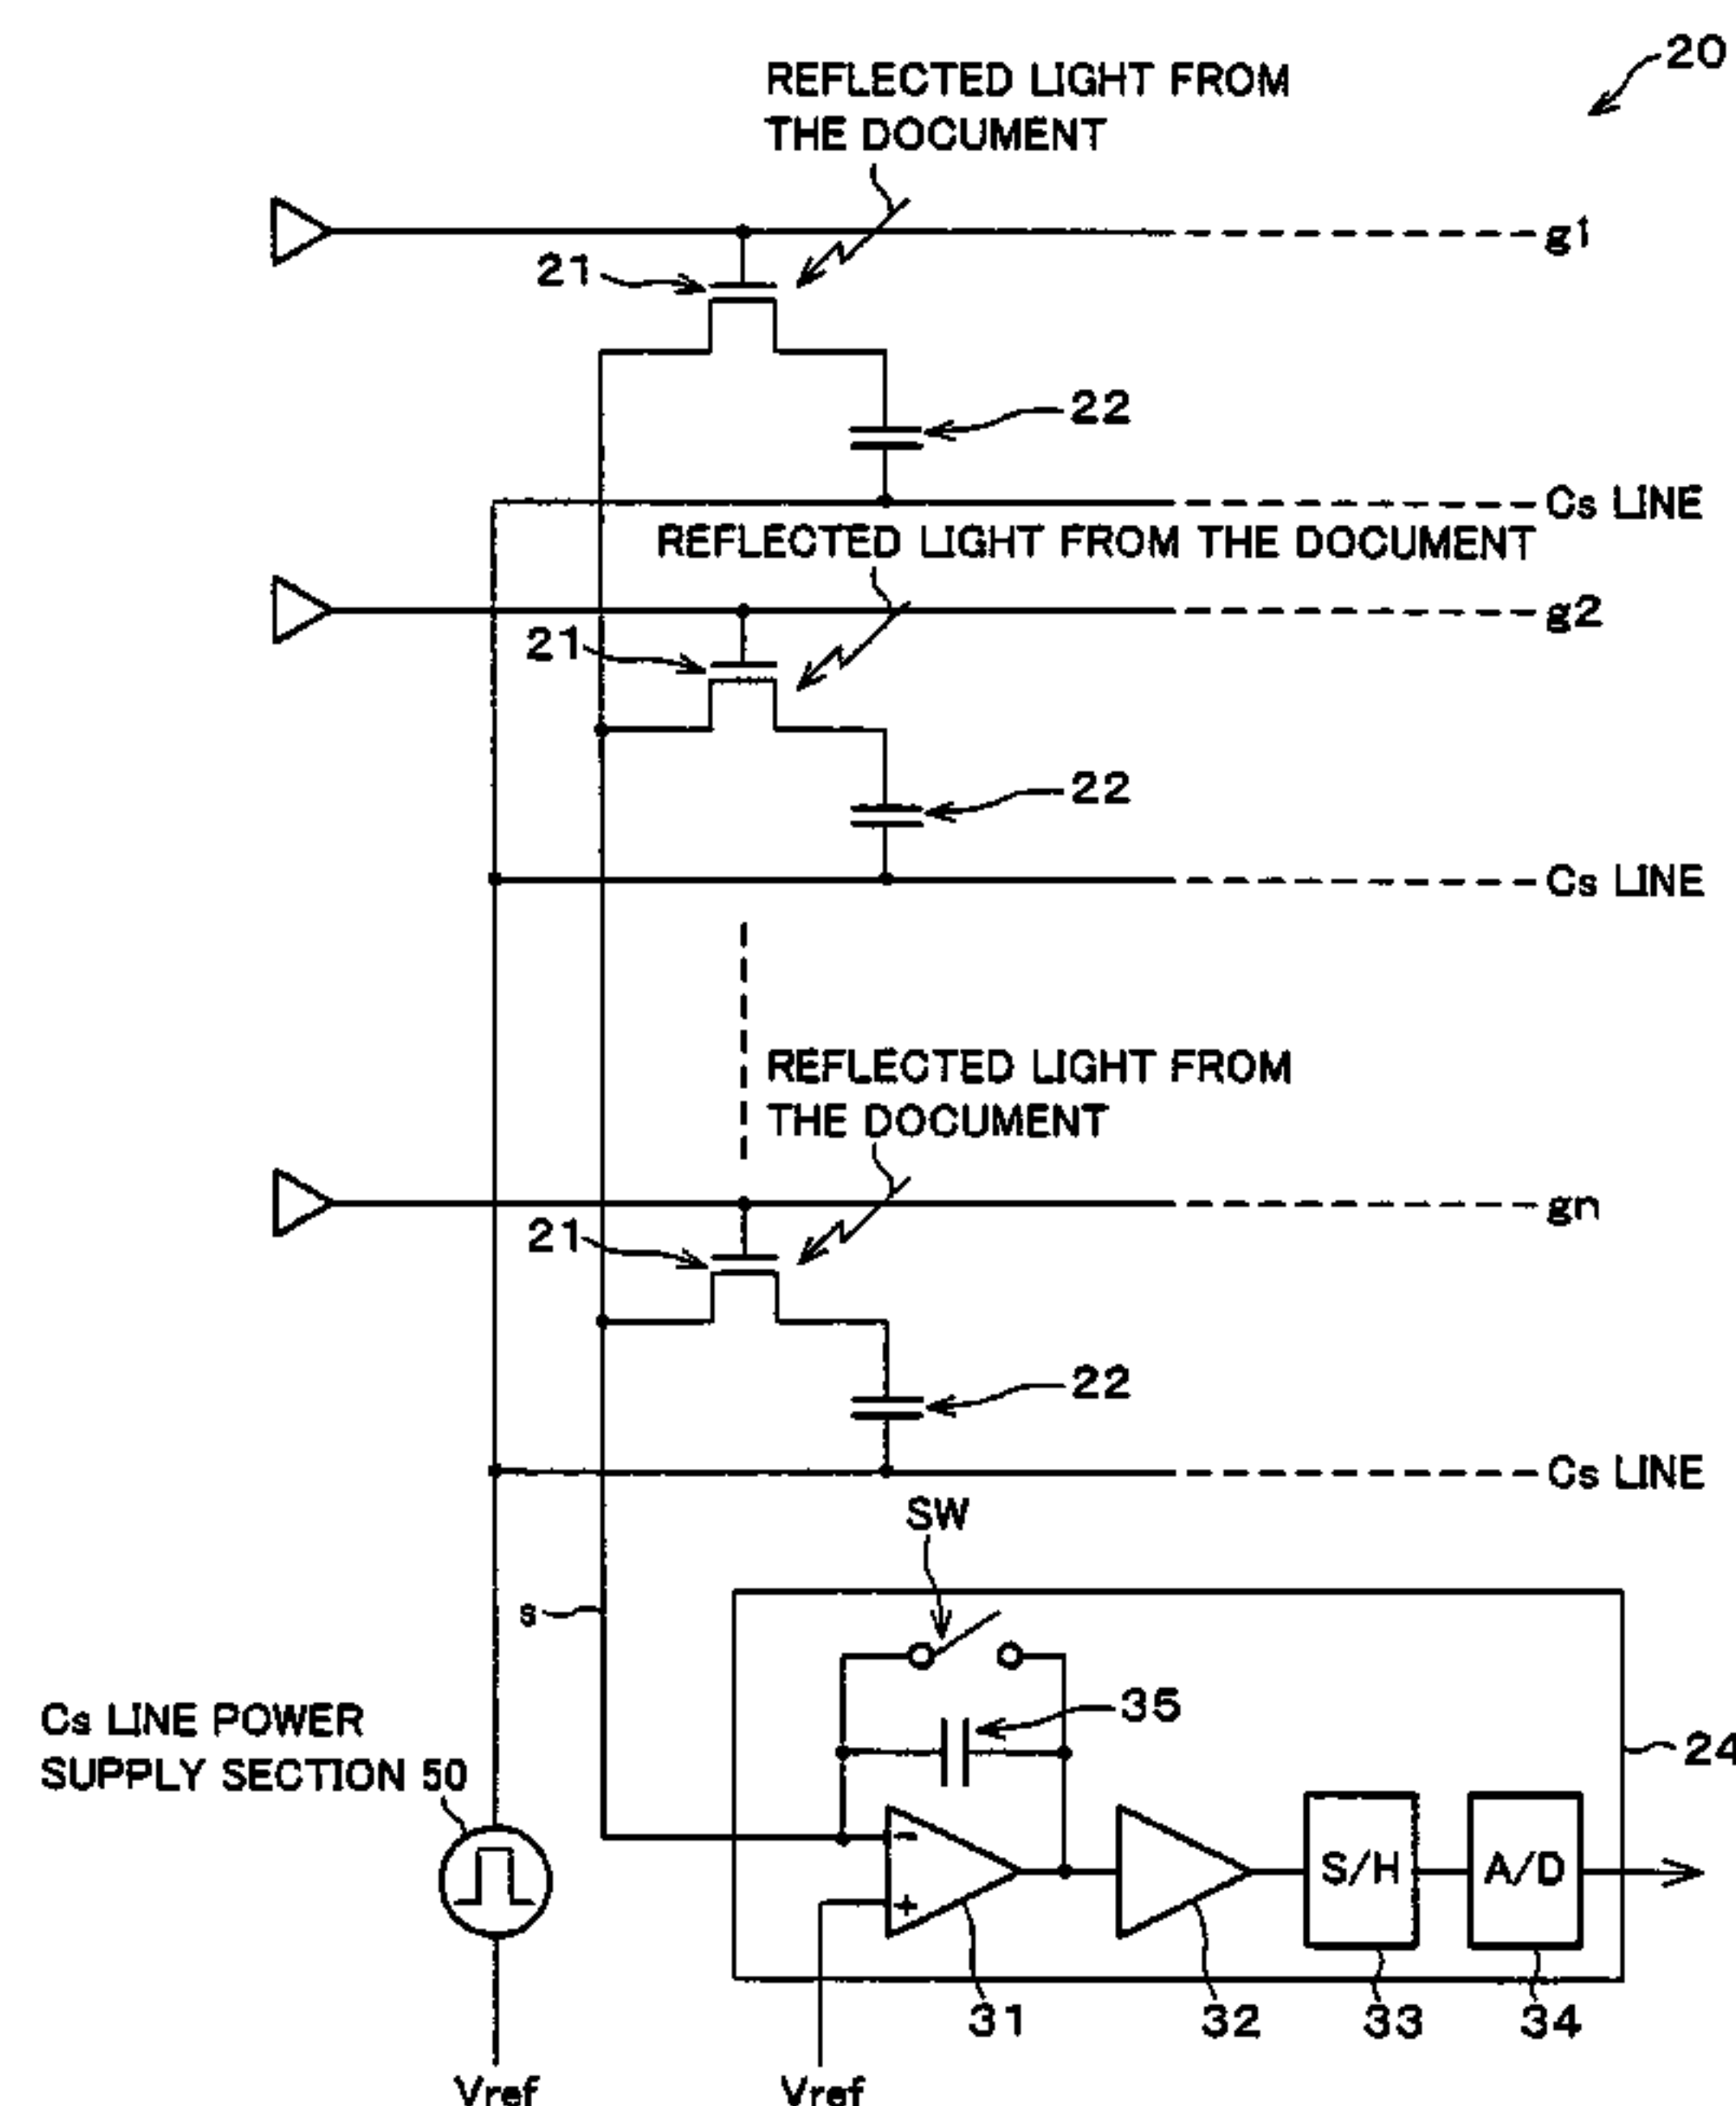 20
REFLECTED LIGHT FROM
THE DOCUMENT
g1
21
22
Cs LINE
REFLECTED LIGHT FROM THE DOCUMENT
g2
21
22
Cs LINE
REFLECTED LIGHT FROM
THE DOCUMENT
gn
21
22
Cs LINE
SW
s
35
Cs LINE POWER
SUPPLY SECTION 50
24
-
+
S/H
A/D
31
32
33
34
Vref
Vref